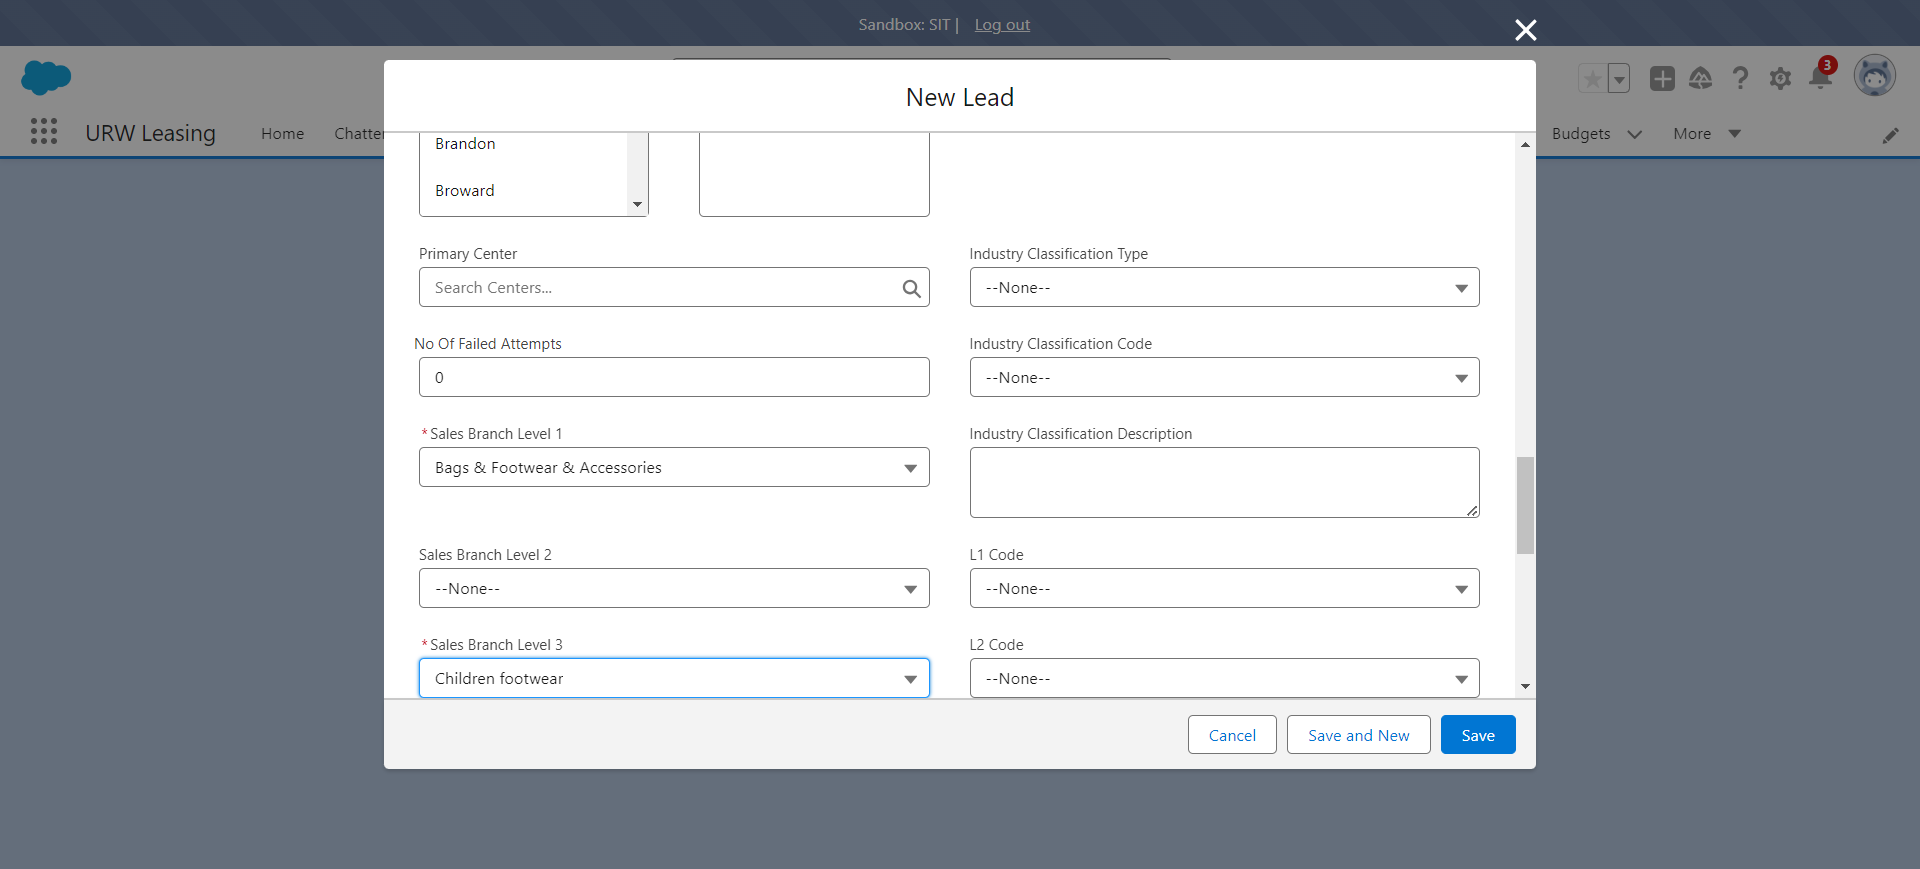 Sandbox: SIT | Log out
New Lead
3
URW Leasing Home Chatter Budgets More
Brandon
Broward
Primary Center Industry Classification Type
Search Centers... --None--
No Of Failed Attempts Industry Classification Code
0 --None--
*Sales Branch Level 1 Industry Classification Description
Bags & Footwear & Accessories
Sales Branch Level 2 L1 Code
--None-- --None--
*Sales Branch Level 3 L2 Code
Children footwear --None--
Cancel Save and New Save